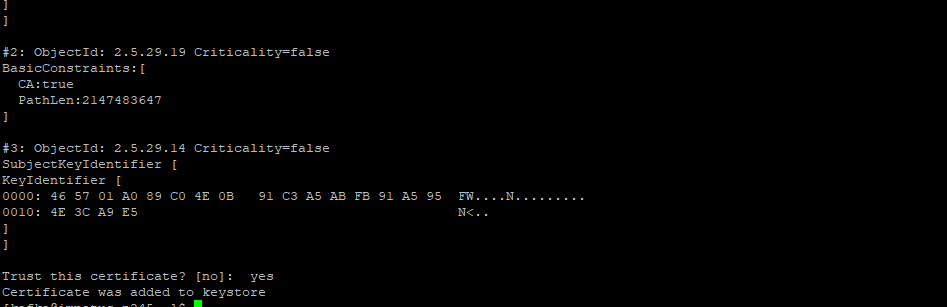 ]
]
#2: ObjectId: 2.5.29.19 Criticality=false
BasicConstraints:[
  CA:true
  PathLen:2147483647
]
#3: ObjectId: 2.5.29.14 Criticality=false
SubjectKeyIdentifier [
KeyIdentifier [
0000: 46 57 01 A0 89 C0 4E 0B   91 C3 A5 AB FB 91 A5 95  FW....N.........
0010: 4E 3C A9 E5                                        N<..
]
]
Trust this certificate? [no]:  yes
Certificate was added to keystore